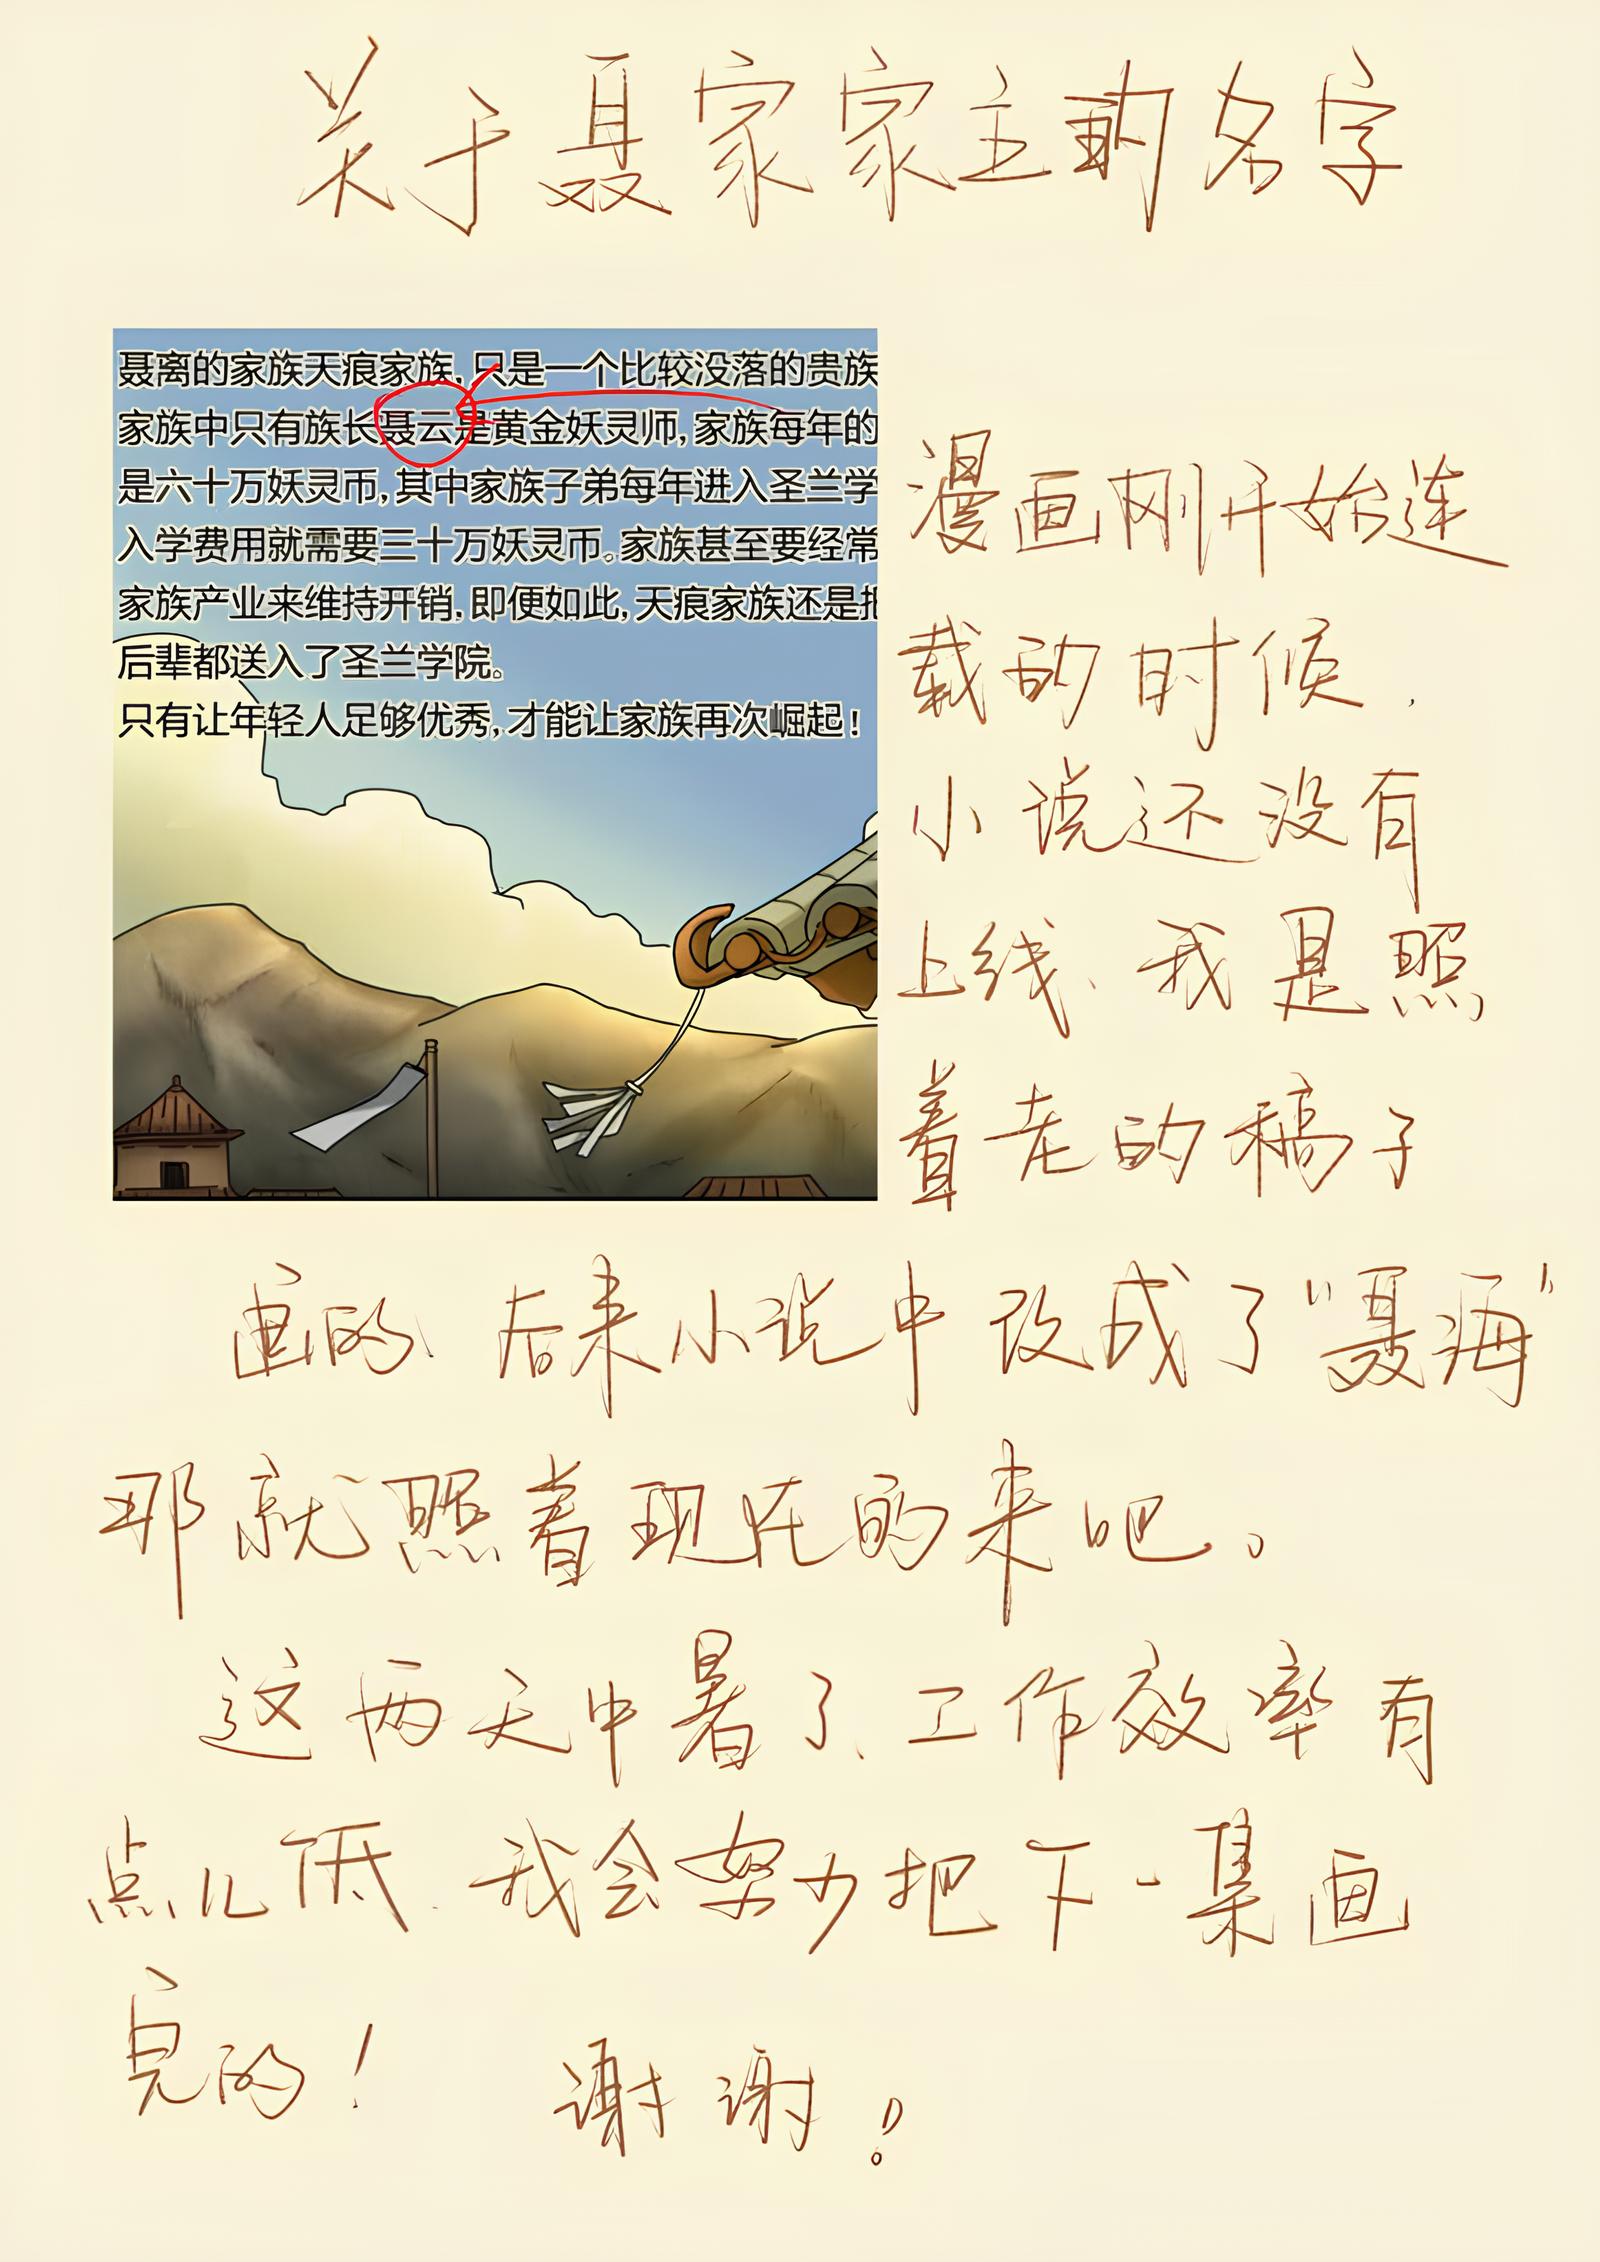 关于聂家家主的名字
聂离的家族天痕家族，只是一个比较没落的贵族
家族中只有族长聂云是黄金妖灵师，家族每年的
是六十万妖灵币，其中家族子弟每年进入圣兰学
入学费用就需要三十万妖灵币。家族甚至要经常
家族产业来维持开销，即便如此，天痕家族还是把
后辈都送入了圣兰学院。
只有让年轻人足够优秀，才能让家族再次崛起！
漫画刚开始连
载的时候，
小说还没有
上线、我是照
着老的稿子
画的、后来小说中改成了“聂海”
那就照着现在的来吧。
这两天中暑了、工作效率有
点儿低、我会努力把下一集画
完的！ 谢谢！